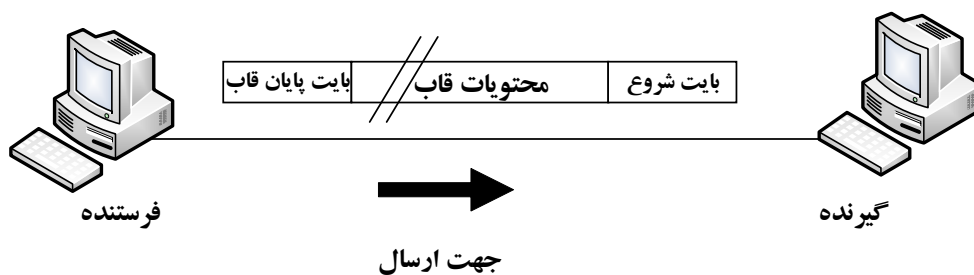 بایت شروع
محتویات قاب
بایت پایان قاب
گیرنده
فرستنده
جهت ارسال